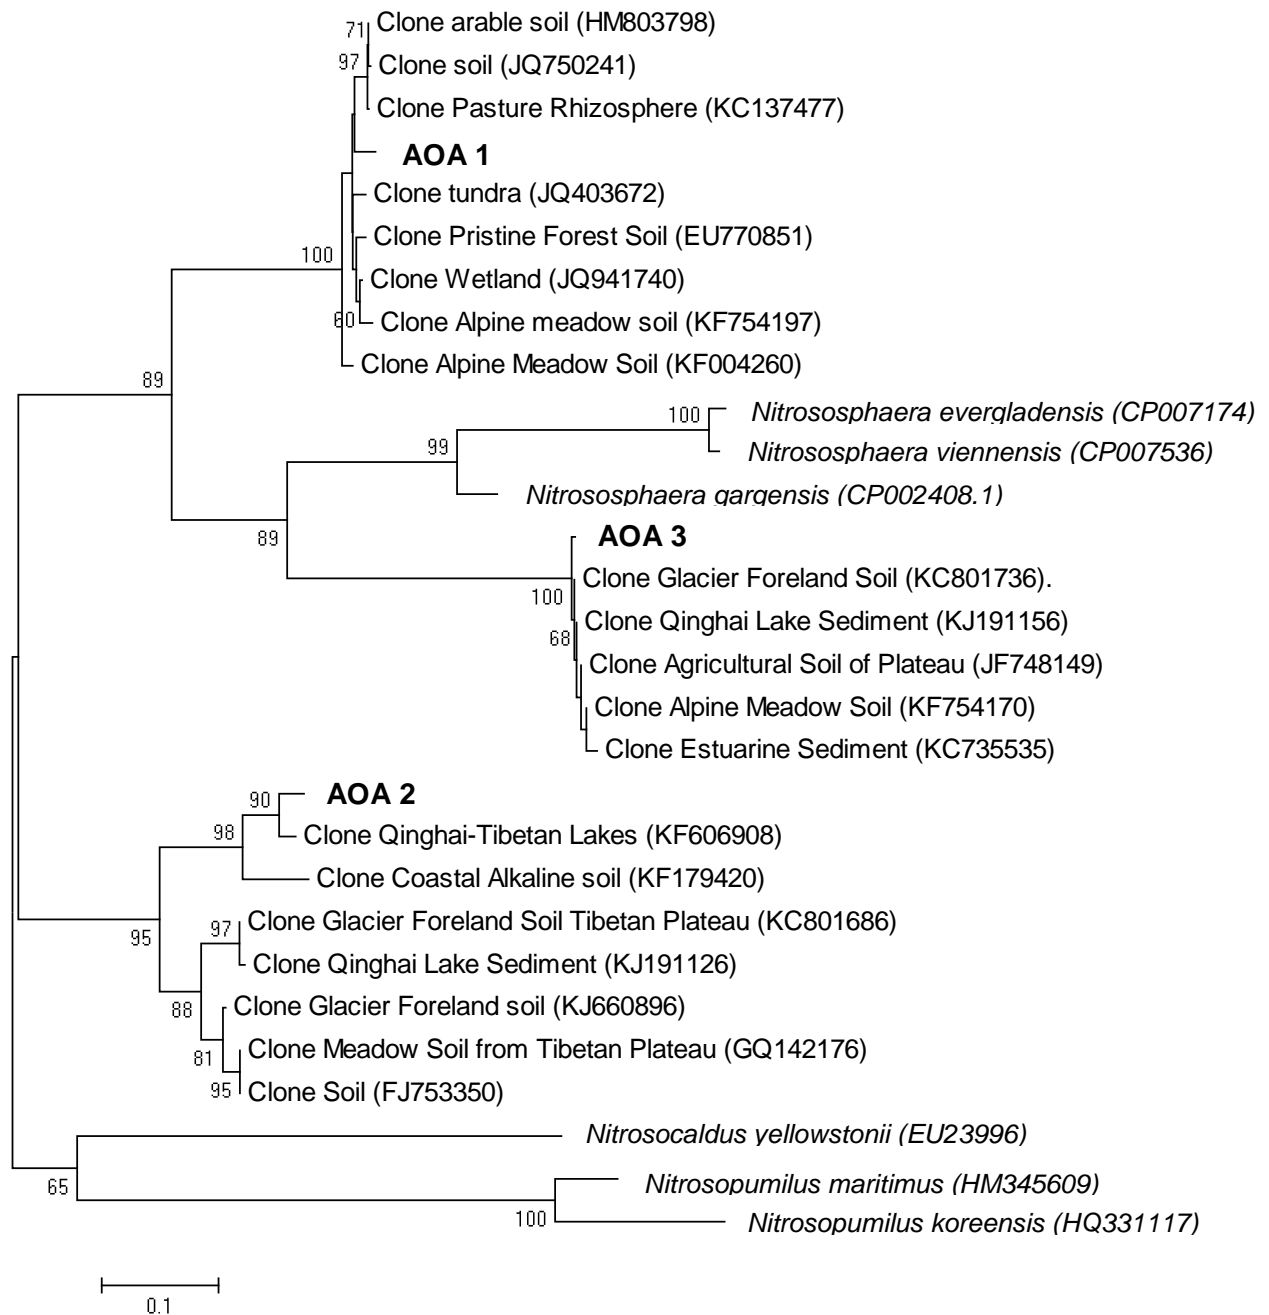 71
Clone arable soil (HM803798)
97
Clone soil (JQ750241)
Clone Pasture Rhizosphere (KC137477)
AOA 1
Clone tundra (JQ403672)
Clone Pristine Forest Soil (EU770851)
100
Clone Wetland (JQ941740)
60
Clone Alpine meadow soil (KF754197)
Clone Alpine Meadow Soil (KF004260)
89
100
Nitrososphaera evergladensis (CP007174)
99
Nitrososphaera viennensis (CP007536)
Nitrososphaera gargensis (CP002408.1)
89
AOA 3
Clone Glacier Foreland Soil (KC801736).
100
Clone Qinghai Lake Sediment (KJ191156)
68
Clone Agricultural Soil of Plateau (JF748149)
Clone Alpine Meadow Soil (KF754170)
Clone Estuarine Sediment (KC735535)
90
AOA 2
98
Clone Qinghai-Tibetan Lakes (KF606908)
Clone Coastal Alkaline soil (KF179420)
97
Clone Glacier Foreland Soil Tibetan Plateau (KC801686)
95
Clone Qinghai Lake Sediment (KJ191126)
88
Clone Glacier Foreland soil (KJ660896)
81
Clone Meadow Soil from Tibetan Plateau (GQ142176)
95
Clone Soil (FJ753350)
Nitrosocaldus yellowstonii (EU23996)
65
Nitrosopumilus maritimus (HM345609)
100
Nitrosopumilus koreensis (HQ331117)
0.1